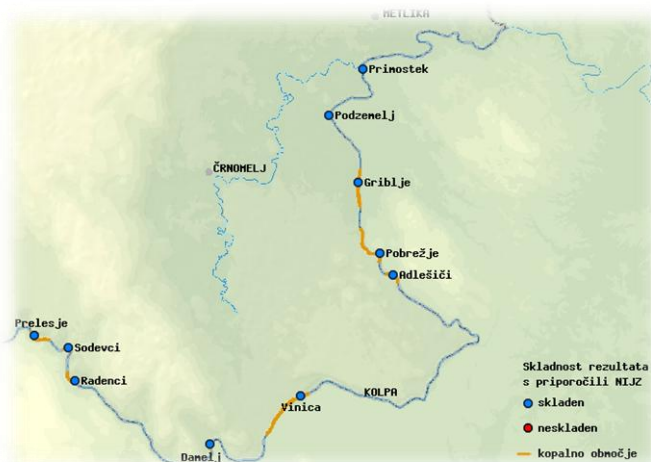 METLIKA
Primostek
Podzemelj
ČRNOMELJ
Griblje
Pobrežje
Adlešiči
Prelesje
Sodevci
Radenci
KOLPA
Vinica
Damelj
Skladnost rezultata
s priporočili NIJZ
skladen
neskladen
kopalno območje